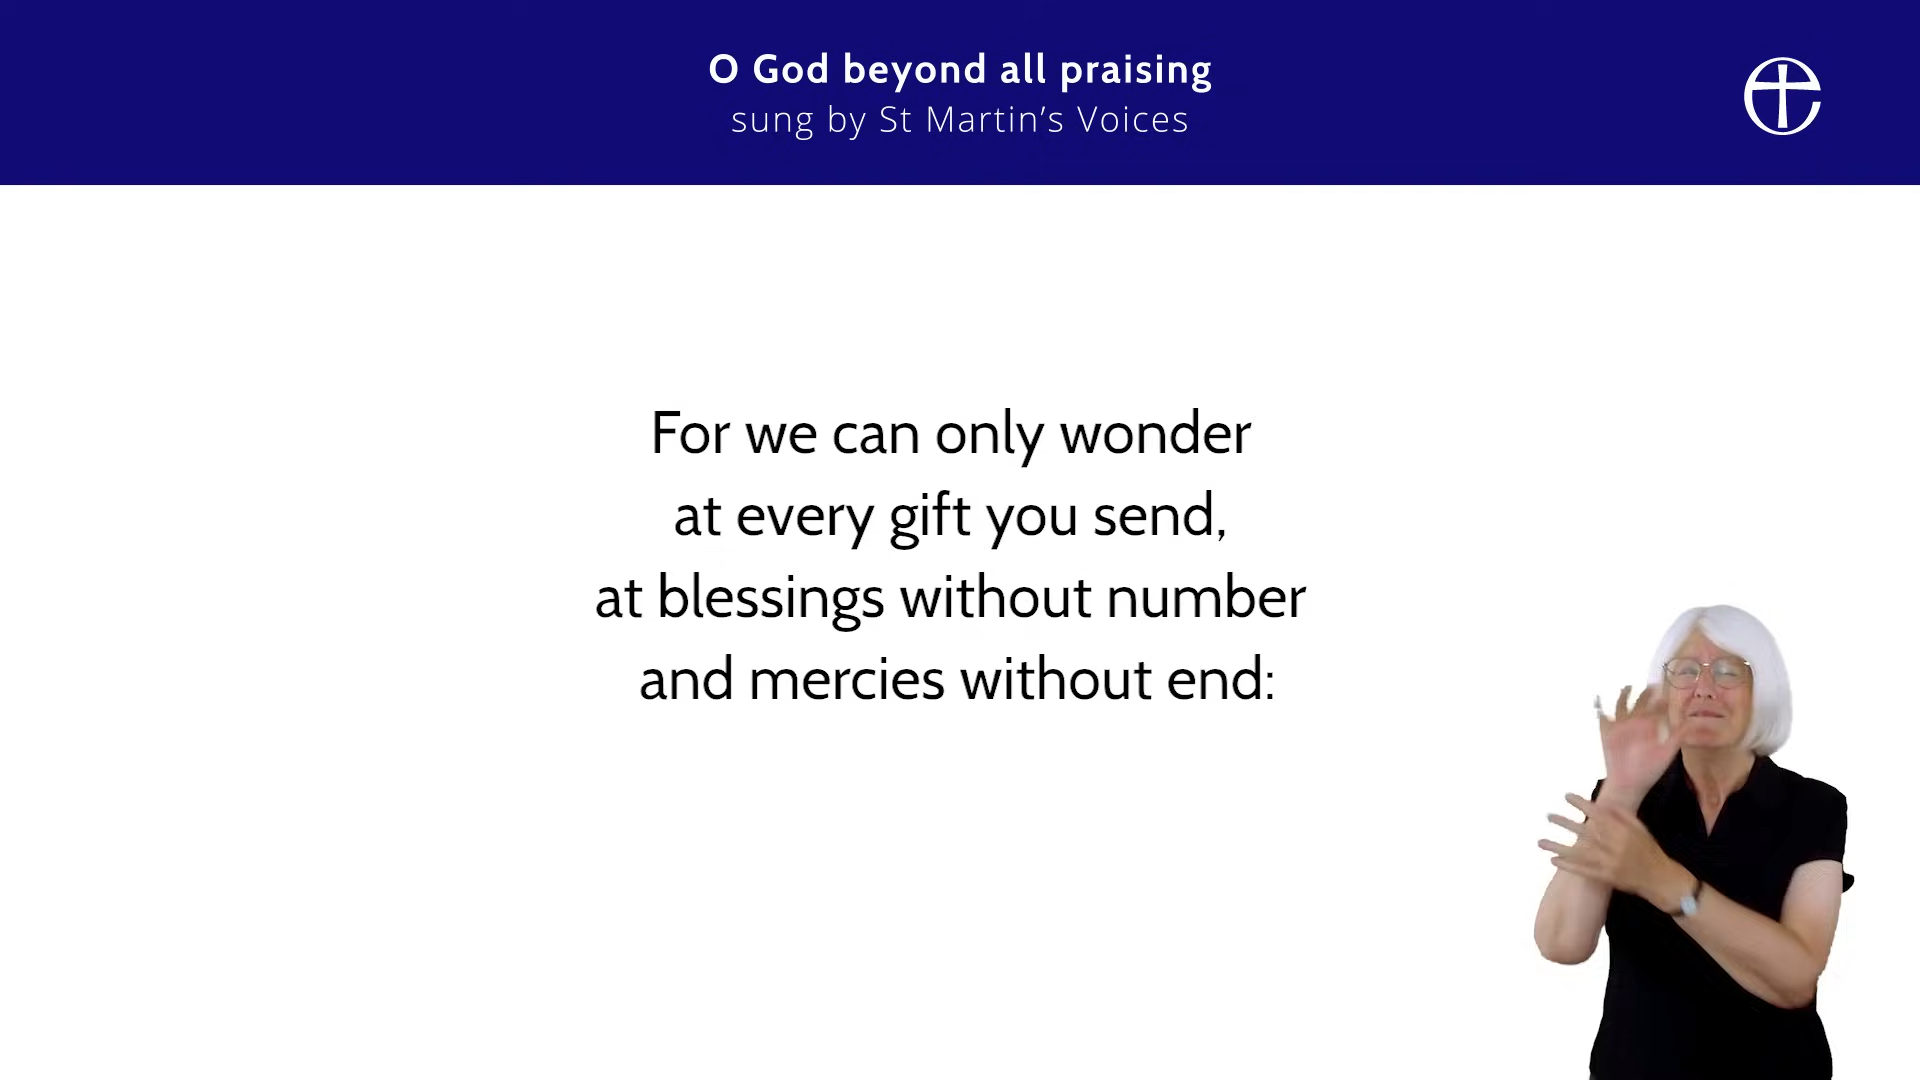 O God beyond all praising
sung by St Martin’s Voices
For we can only wonder
at every gift you send,
at blessings without number
and mercies without end: